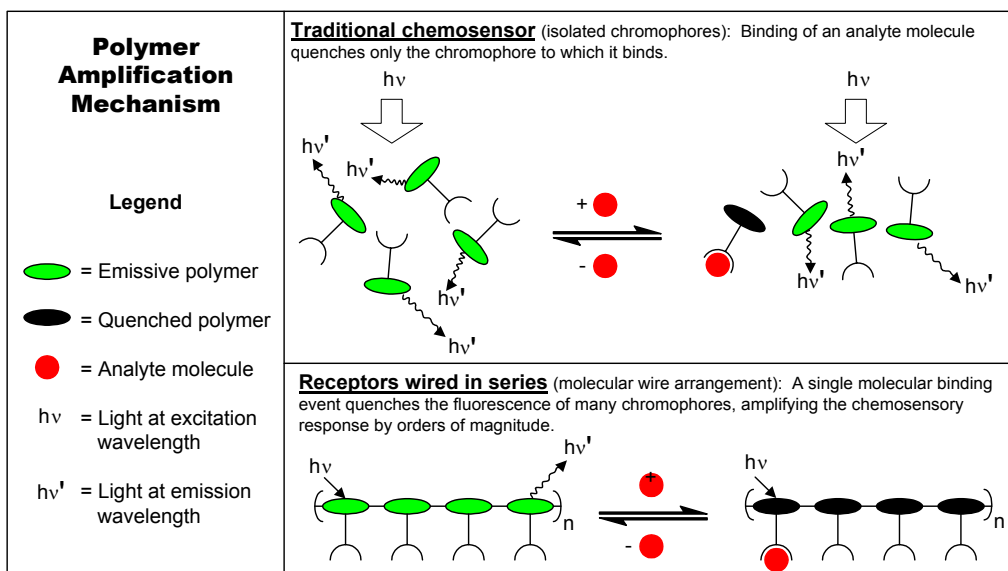 Polymer
Amplification
Mechanism
Legend
= Emissive polymer
= Quenched polymer
= Analyte molecule
hν = Light at excitation
wavelength
hν' = Light at emission
wavelength
Traditional chemosensor (isolated chromophores): Binding of an analyte molecule
quenches only the chromophore to which it binds.
hν
hν'
hν'
hν'
hν'
+
-
hν
hν'
hν'
hν'
Receptors wired in series (molecular wire arrangement): A single molecular binding
event quenches the fluorescence of many chromophores, amplifying the chemosensory
response by orders of magnitude.
hν
hν'
n
+
-
hν
n